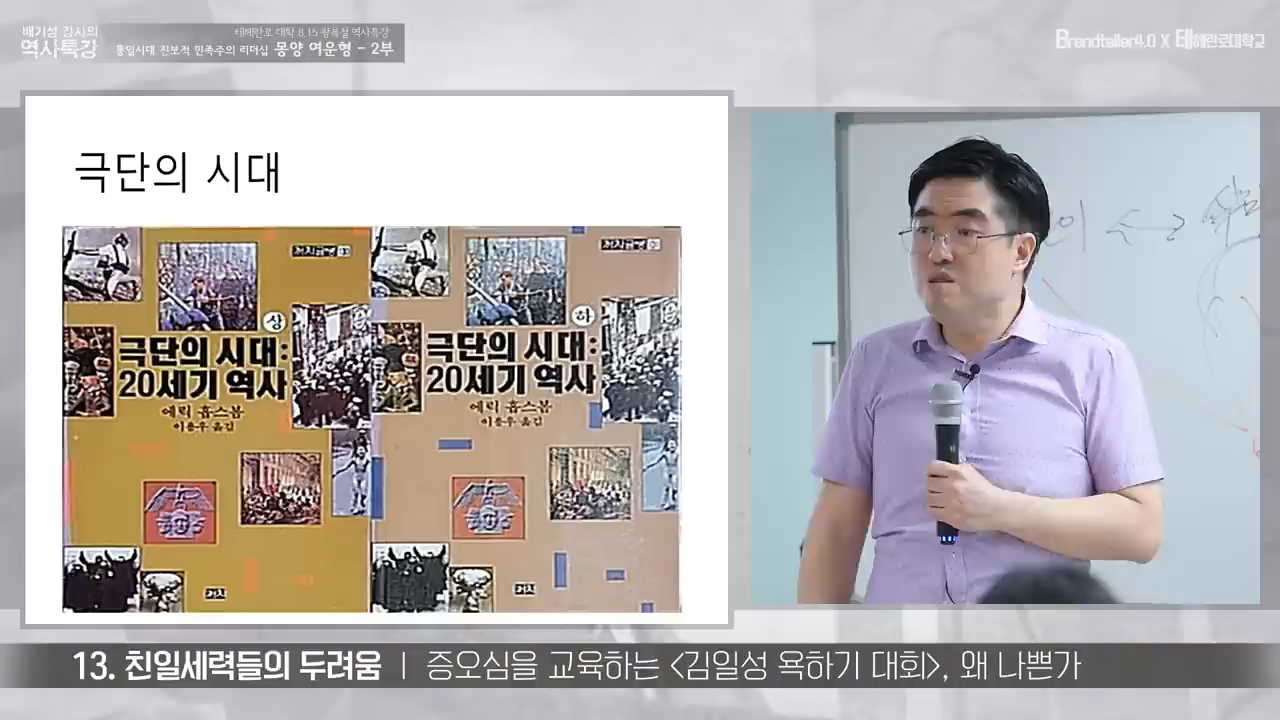 배기성 강사의
역사특강
테헤란로 대학 8.15 광복절 역사특강
통일시대 진보적 민족주의 리더십 몽양 여운형 - 2부
Brandteller4.0 X 테헤란로대학교
극단의 시대
상
극단의 시대:
20세기 역사
에릭 홉스봄
이용우 옮김
까치
하
극단의 시대:
20세기 역사
에릭 홉스봄
이용우 옮김
까치
13. 친일세력들의 두려움 | 증오심을 교육하는 <김일성 욕하기 대회>, 왜 나쁜가